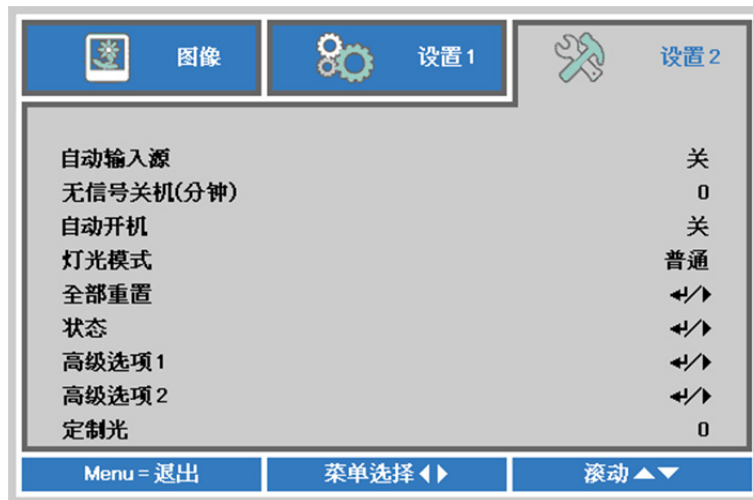 图像
设置 1
设置 2
自动输入源 关
无信号关机(分钟) 0
自动开机 关
灯光模式 普通
全部重置 ↵/▶
状态 ↵/▶
高级选项 1 ↵/▶
高级选项 2 ↵/▶
定制光 0
Menu = 退出
菜单选择 ◀▶
滚动 ▲▼